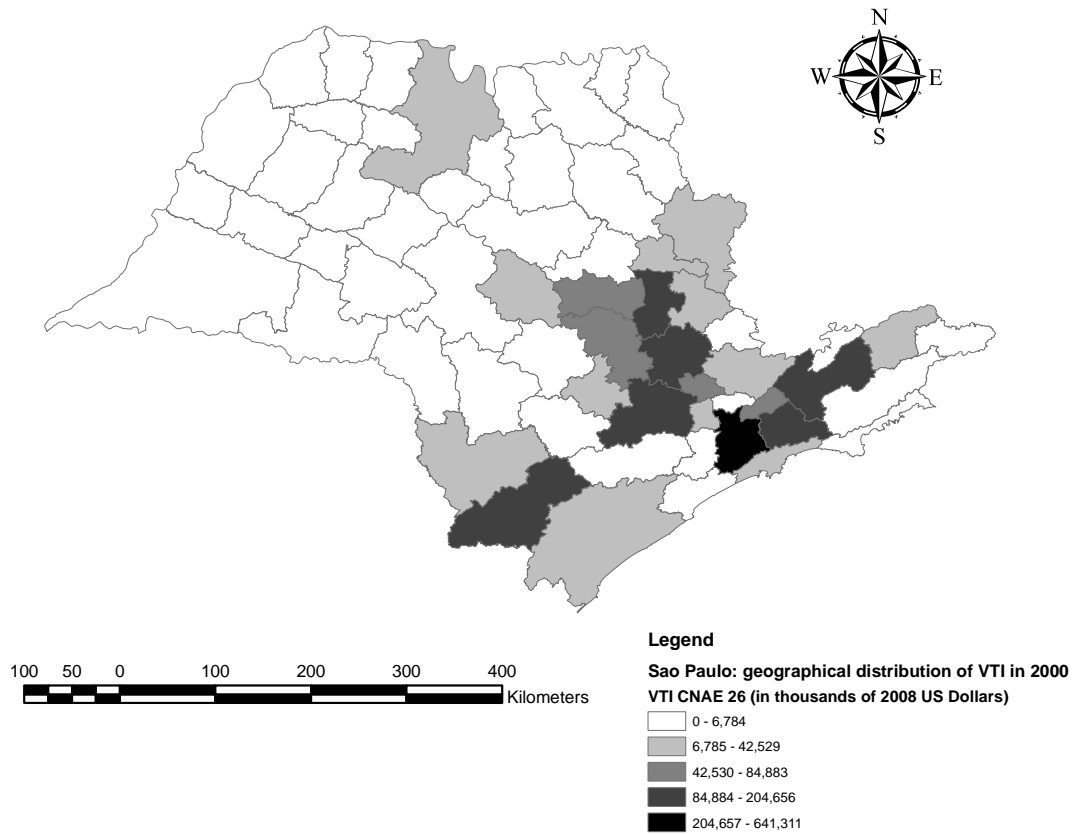 N
W E
S
100 50 0 100 200 300 400
Kilometers
Legend
Sao Paulo: geographical distribution of VTI in 2000
VTI CNAE 26 (in thousands of 2008 US Dollars)
0 - 6,784
6,785 - 42,529
42,530 - 84,883
84,884 - 204,656
204,657 - 641,311